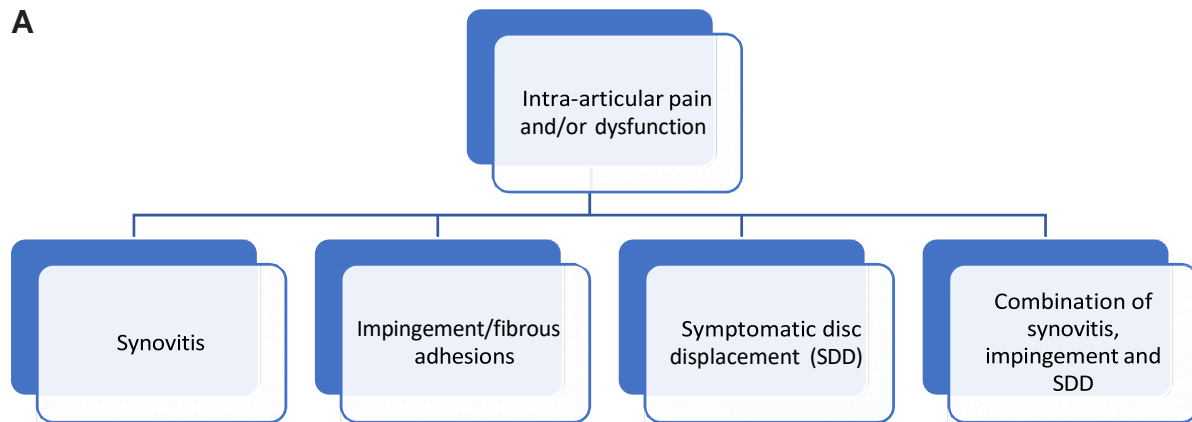 A
Intra-articular pain
and/or dysfunction
Synovitis
Impingement/fibrous
adhesions
Symptomatic disc
displacement (SDD)
Combination of
synovitis,
impingement and
SDD